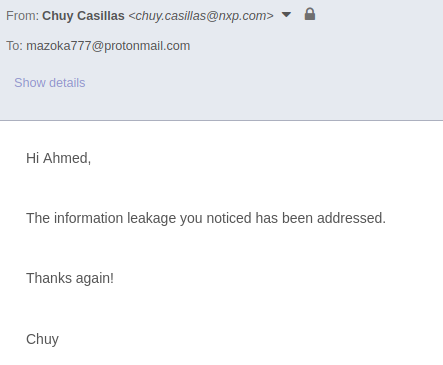 From: Chuy Casillas <chuy.casillas@nxp.com>
To: mazoka777@protonmail.com
Show details
Hi Ahmed,
The information leakage you noticed has been addressed.
Thanks again!
Chuy